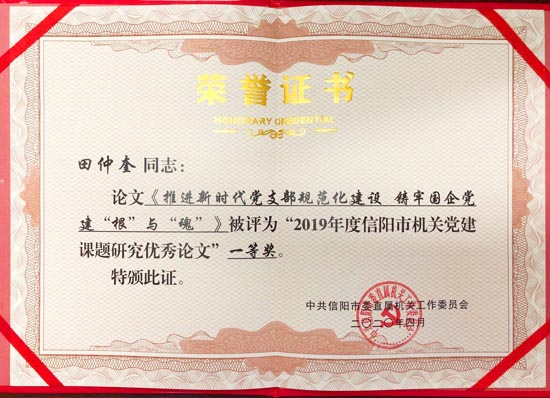 荣誉证书
HONORARY CREDENTIAL
田仲奎同志：
论文《推进新时代党支部规范化建设 铸牢国企党
建“根”与“魂”》被评为“2019年度信阳市机关党建
课题研究优秀论文”一等奖。
特颁此证。
中共信阳市委直属机关工作委员会
二〇二〇年四月